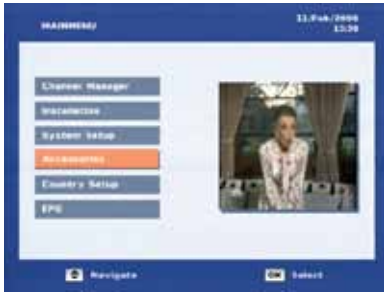 MAINMENU
11.Feb/2006
13:30
Channel Manager
Installation
System Setup
Accessories
Country Setup
EPG
Navigate
OK Select